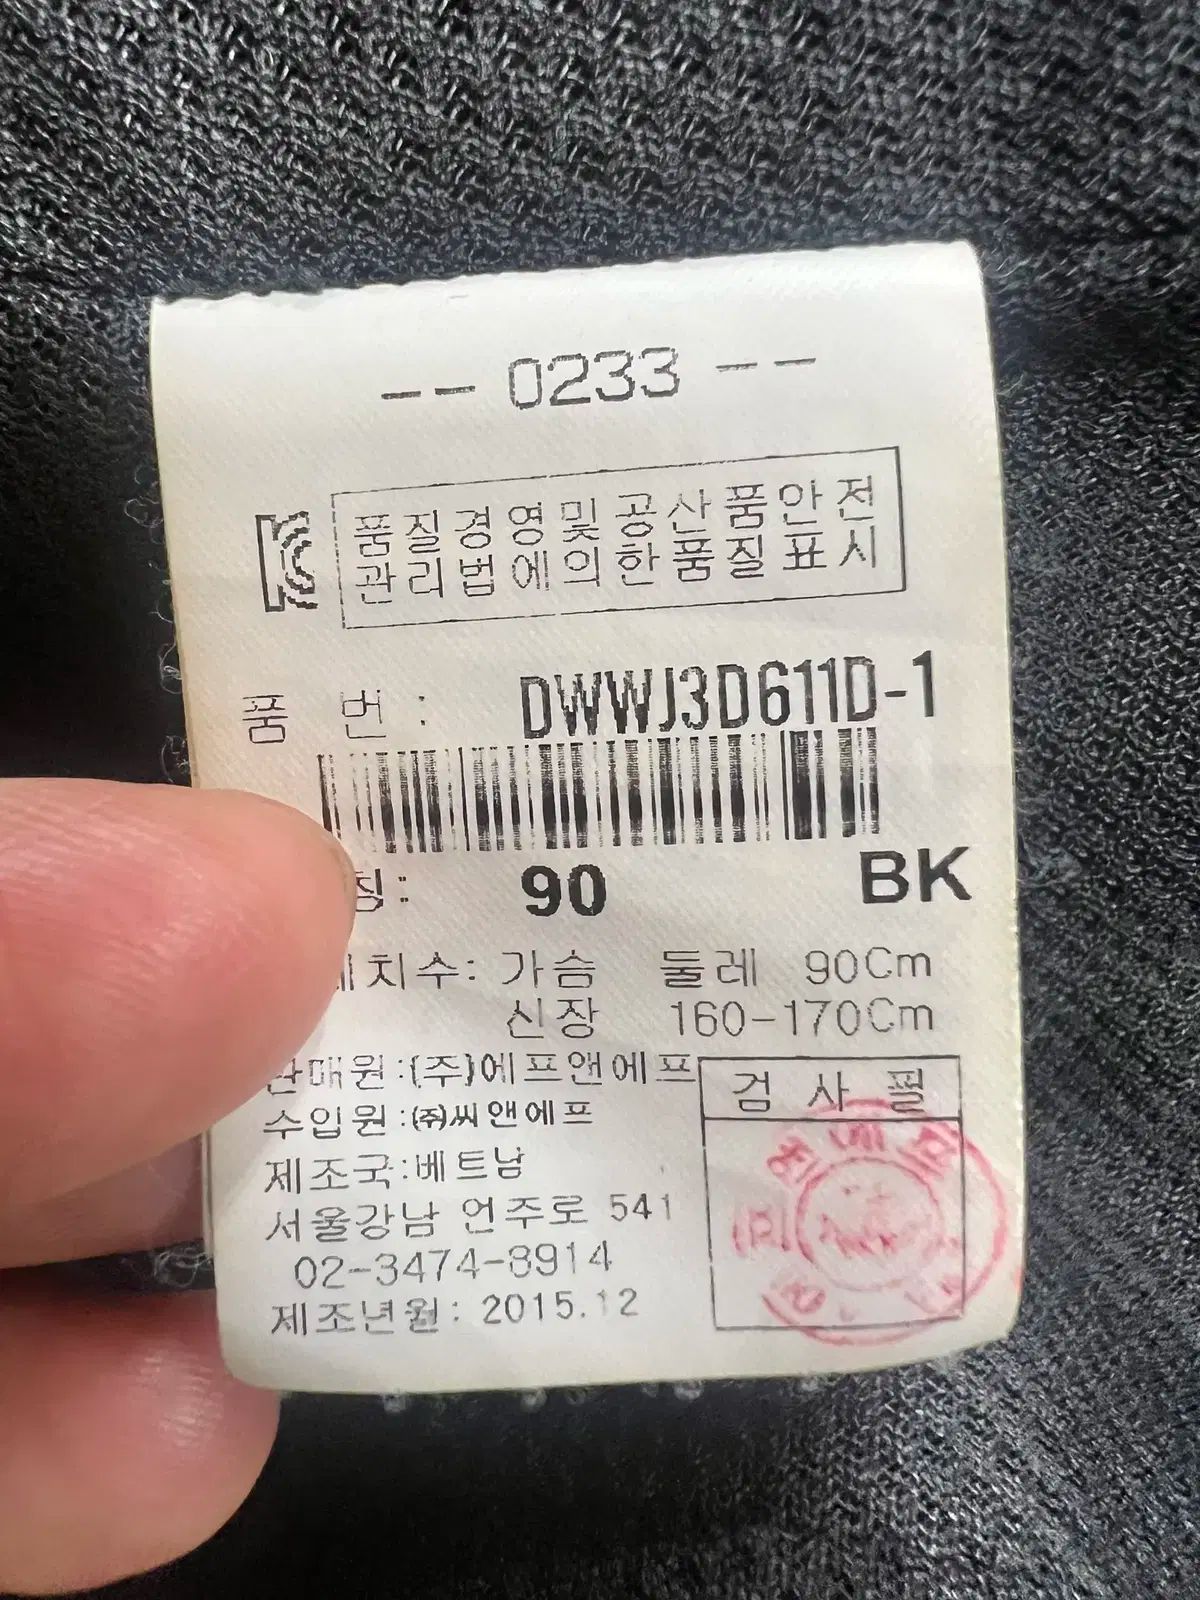 -- 0233 --
품질경영및공산품안전
관리법에의한품질표시
품 번 : DWWJ3D611D-1
칭: 90 BK
치수: 가슴 둘레 90Cm
신장 160-170Cm
판매원:(주)에프앤에프
수입원:㈜씨앤에프
제조국:베트남
서울강남 언주로 541
02-3474-8914
제조년월: 2015.12
검 사 필